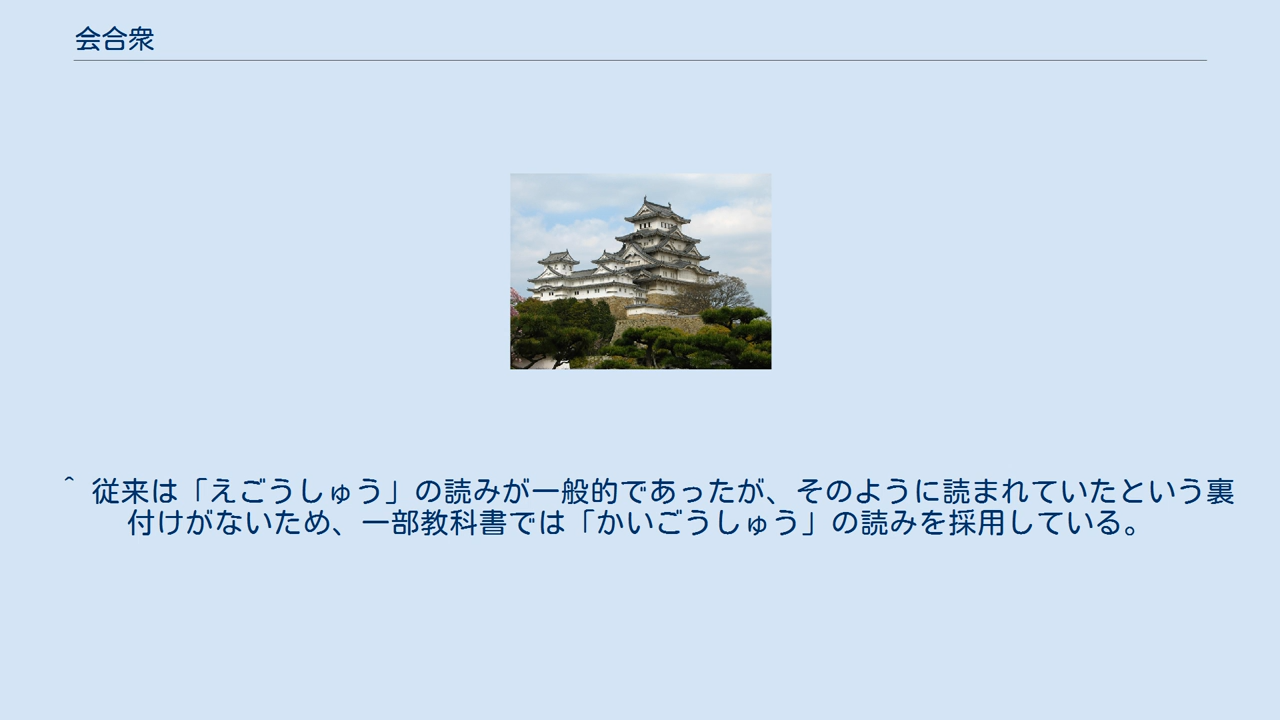 会合衆
^ 従来は「えごうしゅう」の読みが一般的であったが、そのように読まれていたという裏
付けがないため、一部教科書では「かいごうしゅう」の読みを採用している。